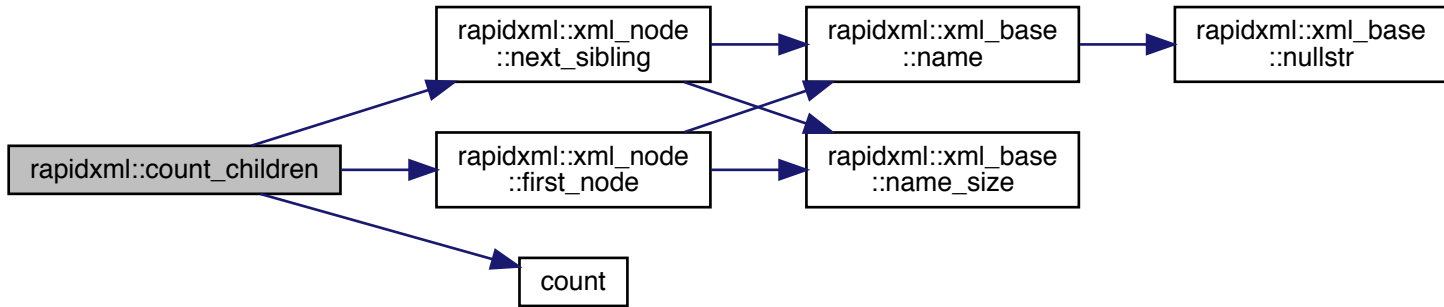 rapidxml::count_children
rapidxml::xml_node
::next_sibling
rapidxml::xml_node
::first_node
count
rapidxml::xml_base
::name
rapidxml::xml_base
::name_size
rapidxml::xml_base
::nullstr